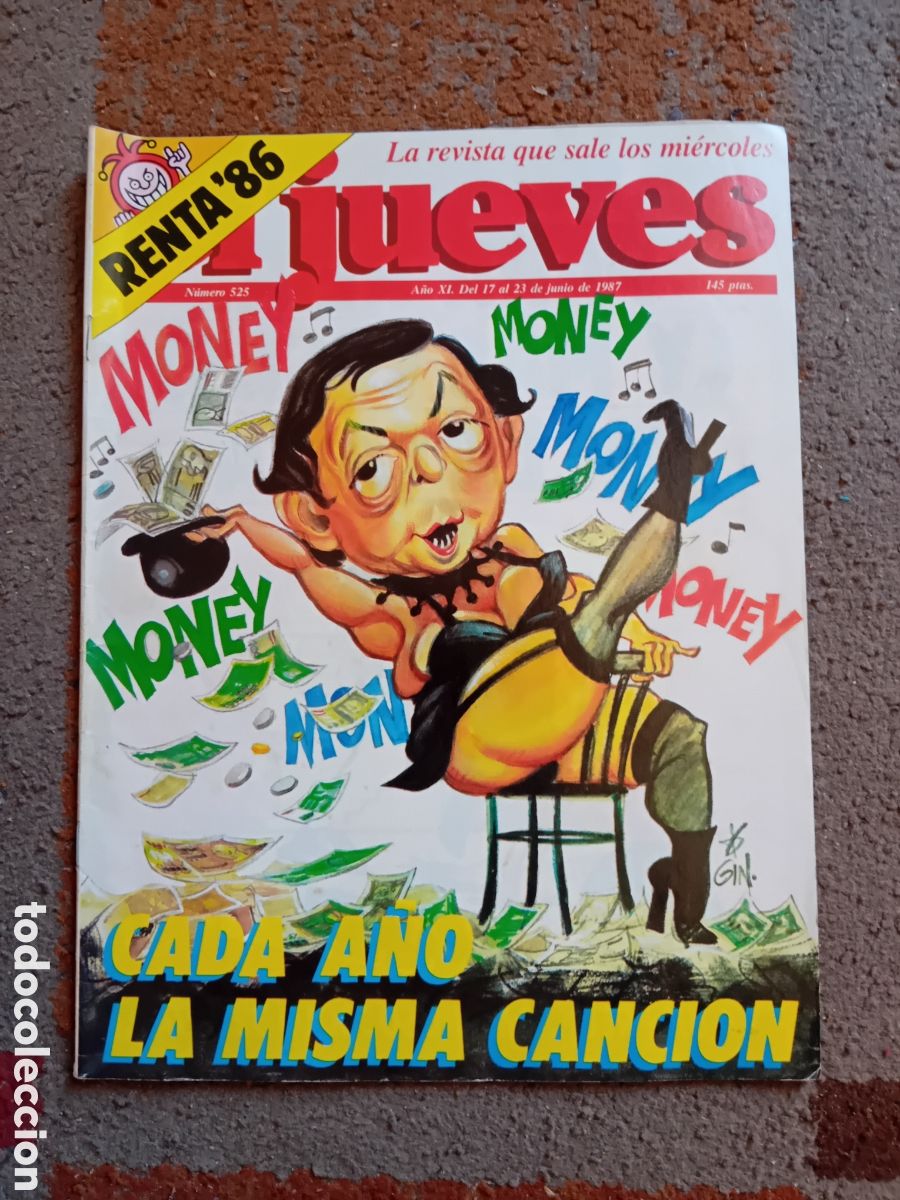 RENTA '86
La revista que sale los miércoles
jueves
Número 525
Año XI. Del 17 al 23 de junio de 1987
145 ptas.
MONEY
MONEY
MONEY
MONEY
MONEY
MON
GIN.
CADA AÑO
LA MISMA CANCION
todocoleccion